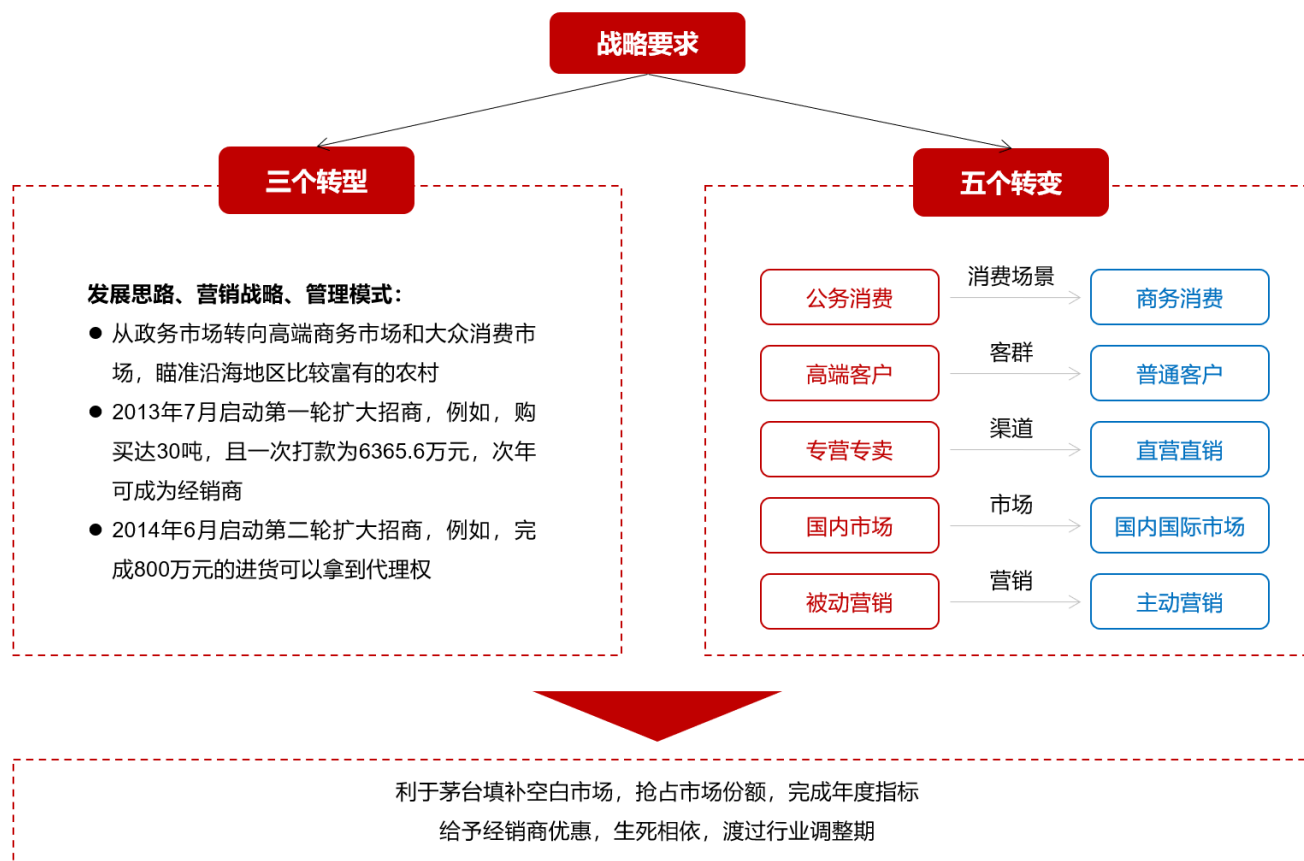 战略要求
三个转型
发展思路、营销战略、管理模式：
● 从政务市场转向高端商务市场和大众消费市
场，瞄准沿海地区比较富有的农村
● 2013年7月启动第一轮扩大招商，例如，购
买达30吨，且一次打款为6365.6万元，次年
可成为经销商
● 2014年6月启动第二轮扩大招商，例如，完
成800万元的进货可以拿到代理权
五个转变
公务消费 消费场景 商务消费
高端客户 客群 普通客户
专营专卖 渠道 直营直销
国内市场 市场 国内国际市场
被动营销 营销 主动营销
利于茅台填补空白市场，抢占市场份额，完成年度指标
给予经销商优惠，生死相依，渡过行业调整期